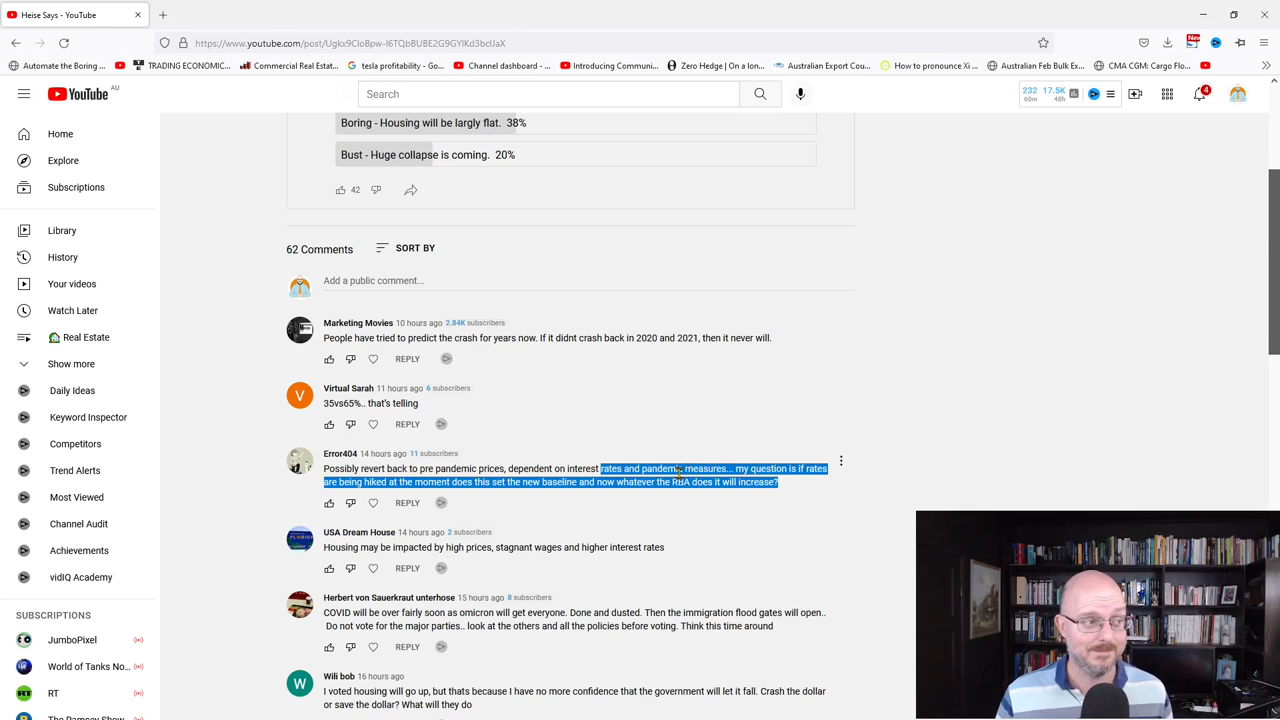 Heise Says - YouTube
https://www.youtube.com/post/Ugkx9CloBpw-l6TQbBUBE2G9GYlKd3bclJaX
Automate the Boring ...
TRADING ECONOMIC...
Commercial Real Estat...
tesla profitability - Go...
Channel dashboard - ...
Introducing Communi...
Zero Hedge | On a lon...
Australian Export Cou...
How to pronounce Xi ...
Australian Feb Bulk Ex...
CMA CGM: Cargo Flo...
New
YouTube AU
Search
232 17.5K
60m 48h
4
Home
Explore
Subscriptions
Library
History
Your videos
Watch Later
Real Estate
Show more
Daily Ideas
Keyword Inspector
Competitors
Trend Alerts
Most Viewed
Channel Audit
Achievements
vidIQ Academy
SUBSCRIPTIONS
JumboPixel
World of Tanks No...
RT
The Ramsey Show
Boring - Housing will be largely flat. 38%
Bust - Huge collapse is coming. 20%
42
62 Comments SORT BY
Add a public comment...
Marketing Movies 10 hours ago 2.84K subscribers
People have tried to predict the crash for years now. If it didnt crash back in 2020 and 2021, then it never will.
REPLY
Virtual Sarah 11 hours ago 6 subscribers
V
35vs65%.. that's telling
REPLY
Error404 14 hours ago 11 subscribers
Possibly revert back to pre pandemic prices, dependent on interest rates and pandemic measures... my question is if rates
are being hiked at the moment does this set the new baseline and now whatever the RBA does it will increase?
REPLY
USA Dream House 14 hours ago 2 subscribers
Housing may be impacted by high prices, stagnant wages and higher interest rates
REPLY
Herbert von Sauerkraut unterhose 15 hours ago 8 subscribers
COVID will be over fairly soon as omicron will get everyone. Done and dusted. Then the immigration flood gates will open..
Do not vote for the major parties.. look at the others and all the policies before voting. Think this time around
REPLY
Wili bob 16 hours ago
W
I voted housing will go up, but thats because I have no more confidence that the government will let it fall. Crash the dollar
or save the dollar? What will they do